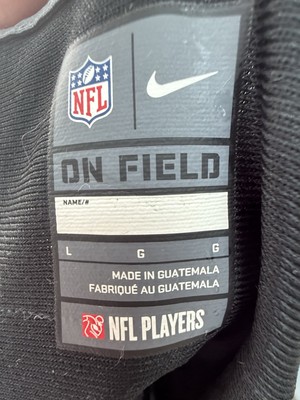 NFL
ON FIELD
NAME/#
L G G
MADE IN GUATEMALA
FABRIQUÉ AU GUATEMALA
NFL PLAYERS